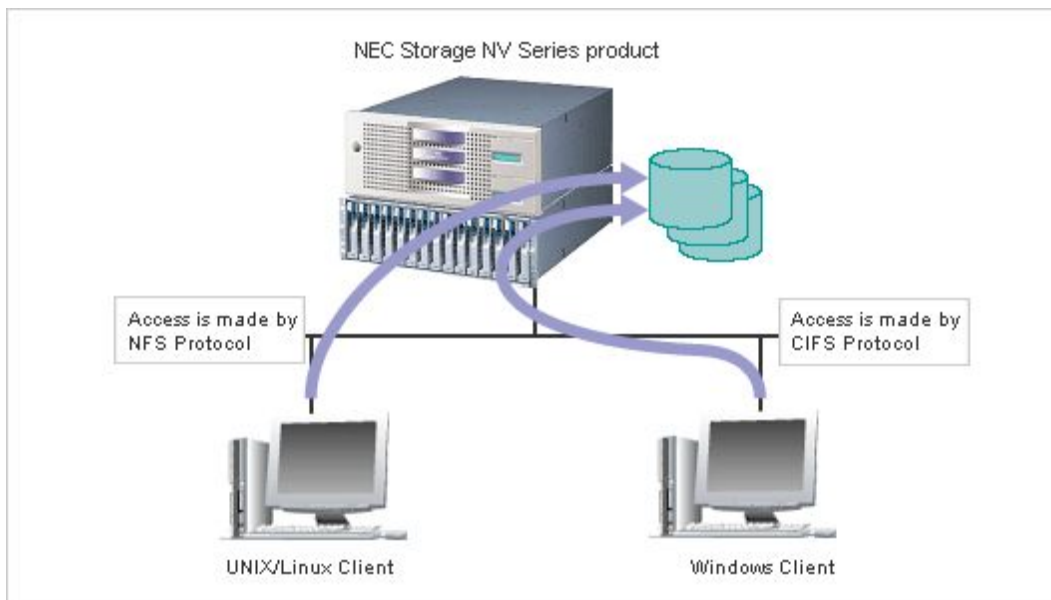 NEC Storage NV Series product
Access is made by
NFS Protocol
Access is made by
CIFS Protocol
UNIX/Linux Client
Windows Client